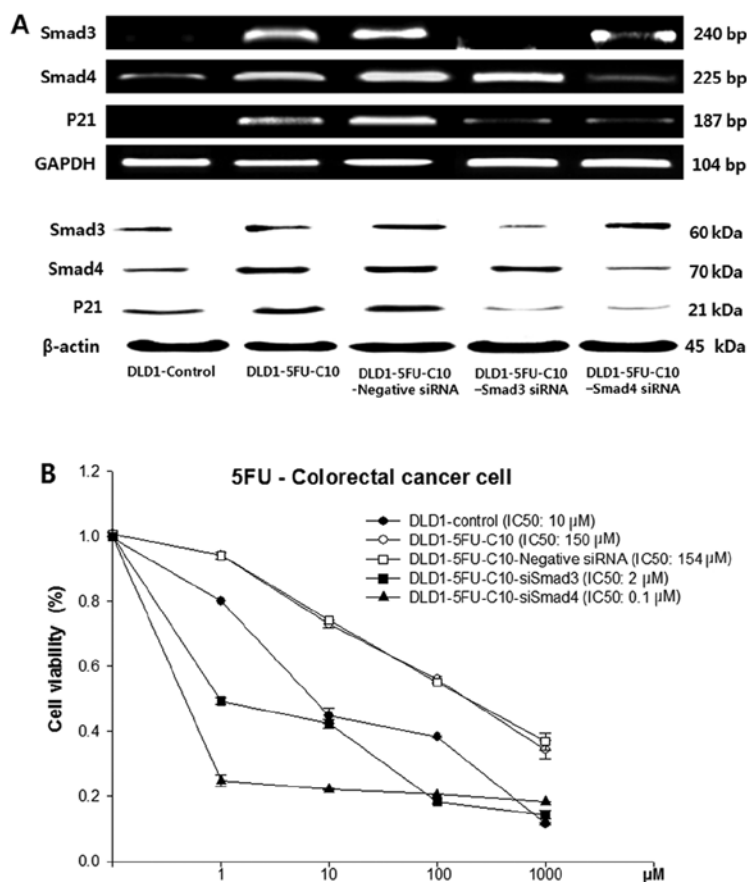 A
Smad3 240 bp
Smad4 225 bp
P21 187 bp
GAPDH 104 bp
Smad3 60 kDa
Smad4 70 kDa
P21 21 kDa
β-actin 45 kDa
DLD1-Control DLD1-5FU-C10 DLD1-5FU-C10 DLD1-5FU-C10 DLD1-5FU-C10
-Negative siRNA –Smad3 siRNA –Smad4 siRNA
B 5FU - Colorectal cancer cell
DLD1-control (IC50: 10 µM)
DLD1-5FU-C10 (IC50: 150 µM)
DLD1-5FU-C10-Negative siRNA (IC50: 154 µM)
DLD1-5FU-C10-siSmad3 (IC50: 2 µM)
DLD1-5FU-C10-siSmad4 (IC50: 0.1 µM)
Cell viability (%)
1.2
1.0
0.8
0.6
0.4
0.2
0.0
1 10 100 1000 µM